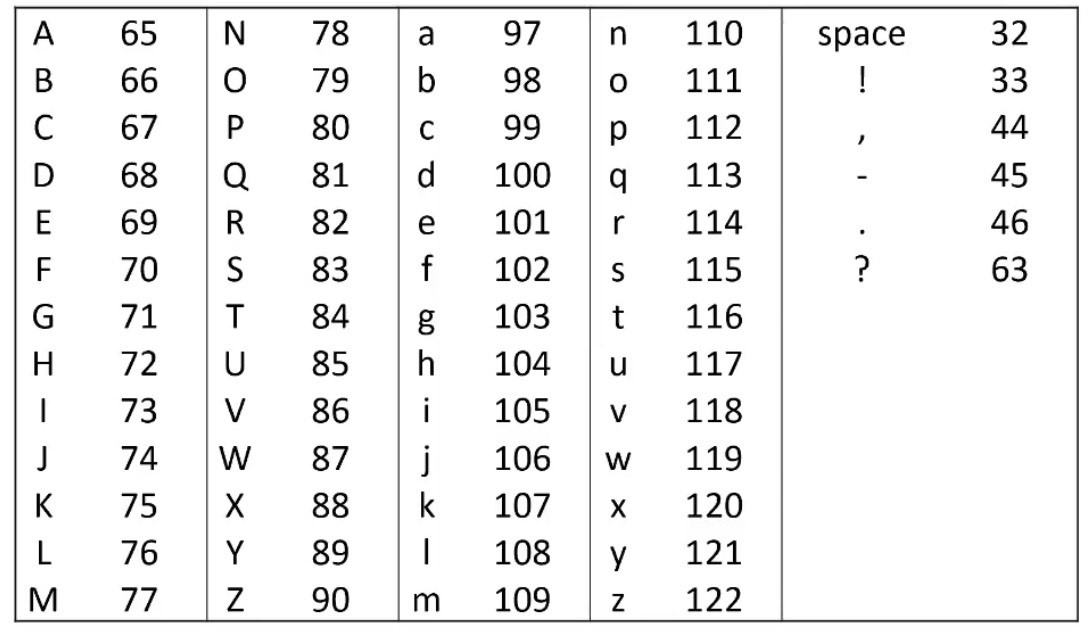 A 65 N 78 a 97 n 110 space 32
B 66 O 79 b 98 o 111 ! 33
C 67 P 80 c 99 p 112 , 44
D 68 Q 81 d 100 q 113 - 45
E 69 R 82 e 101 r 114 . 46
F 70 S 83 f 102 s 115 ? 63
G 71 T 84 g 103 t 116
H 72 U 85 h 104 u 117
I 73 V 86 i 105 v 118
J 74 W 87 j 106 w 119
K 75 X 88 k 107 x 120
L 76 Y 89 l 108 y 121
M 77 Z 90 m 109 z 122